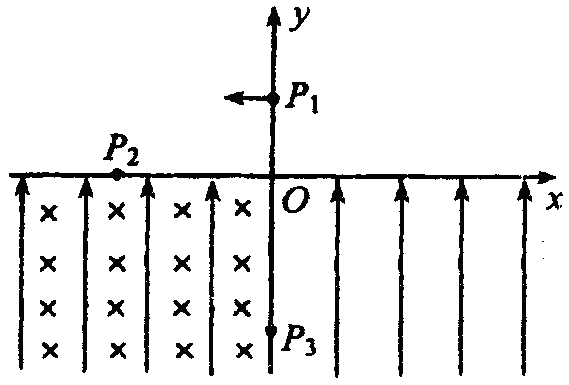 y
P₁
P₂
O
x
P₃